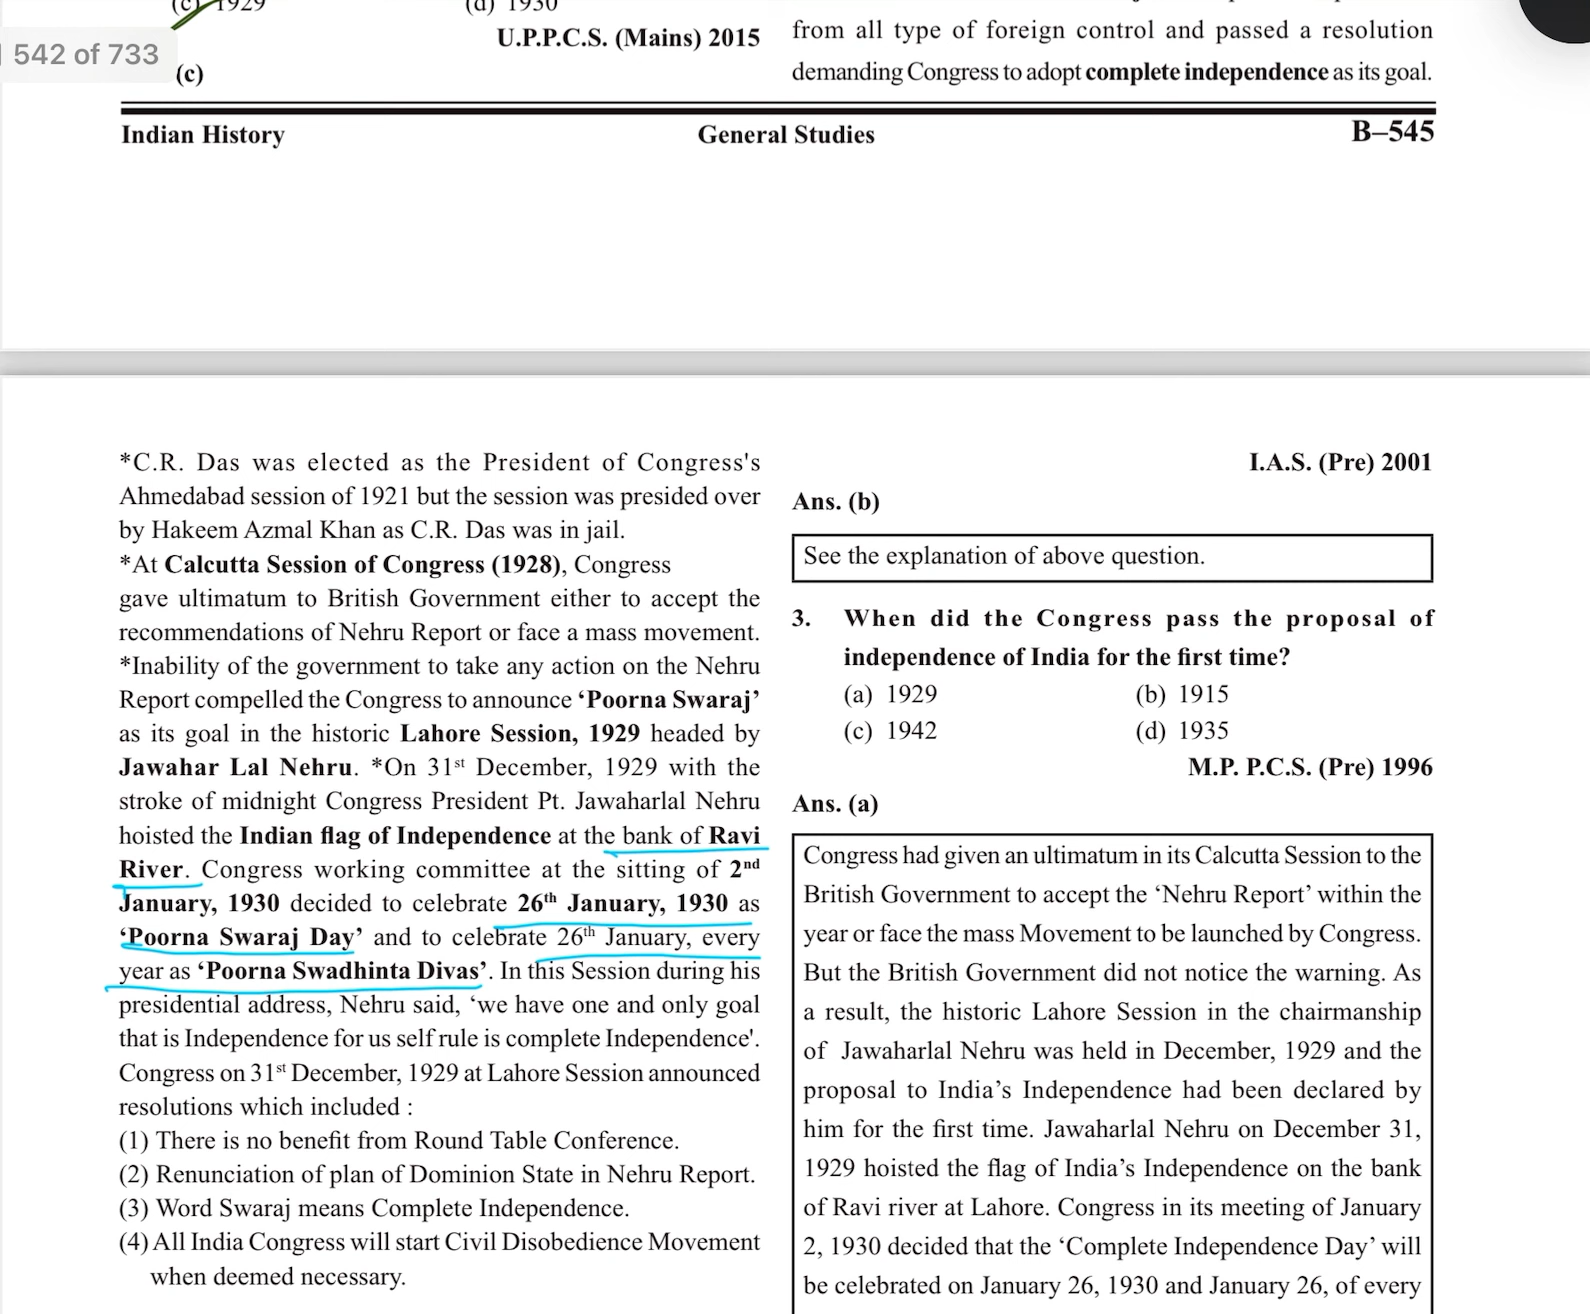 (c) 1929 (d) 1930
U.P.P.C.S. (Mains) 2015
542 of 733
(c)
from all type of foreign control and passed a resolution
demanding Congress to adopt complete independence as its goal.
Indian History General Studies B–545
*C.R. Das was elected as the President of Congress's
Ahmedabad session of 1921 but the session was presided over
by Hakeem Azmal Khan as C.R. Das was in jail.
*At Calcutta Session of Congress (1928), Congress
gave ultimatum to British Government either to accept the
recommendations of Nehru Report or face a mass movement.
*Inability of the government to take any action on the Nehru
Report compelled the Congress to announce ‘Poorna Swaraj’
as its goal in the historic Lahore Session, 1929 headed by
Jawahar Lal Nehru. *On 31st December, 1929 with the
stroke of midnight Congress President Pt. Jawaharlal Nehru
hoisted the Indian flag of Independence at the bank of Ravi
River. Congress working committee at the sitting of 2nd
January, 1930 decided to celebrate 26th January, 1930 as
‘Poorna Swaraj Day’ and to celebrate 26th January, every
year as ‘Poorna Swadhinta Divas’. In this Session during his
presidential address, Nehru said, ‘we have one and only goal
that is Independence for us self rule is complete Independence'.
Congress on 31st December, 1929 at Lahore Session announced
resolutions which included :
(1) There is no benefit from Round Table Conference.
(2) Renunciation of plan of Dominion State in Nehru Report.
(3) Word Swaraj means Complete Independence.
(4) All India Congress will start Civil Disobedience Movement
when deemed necessary.
I.A.S. (Pre) 2001
Ans. (b)
See the explanation of above question.
3. When did the Congress pass the proposal of
independence of India for the first time?
(a) 1929 (b) 1915
(c) 1942 (d) 1935
M.P. P.C.S. (Pre) 1996
Ans. (a)
Congress had given an ultimatum in its Calcutta Session to the
British Government to accept the ‘Nehru Report’ within the
year or face the mass Movement to be launched by Congress.
But the British Government did not notice the warning. As
a result, the historic Lahore Session in the chairmanship
of Jawaharlal Nehru was held in December, 1929 and the
proposal to India’s Independence had been declared by
him for the first time. Jawaharlal Nehru on December 31,
1929 hoisted the flag of India’s Independence on the bank
of Ravi river at Lahore. Congress in its meeting of January
2, 1930 decided that the ‘Complete Independence Day’ will
be celebrated on January 26, 1930 and January 26, of every